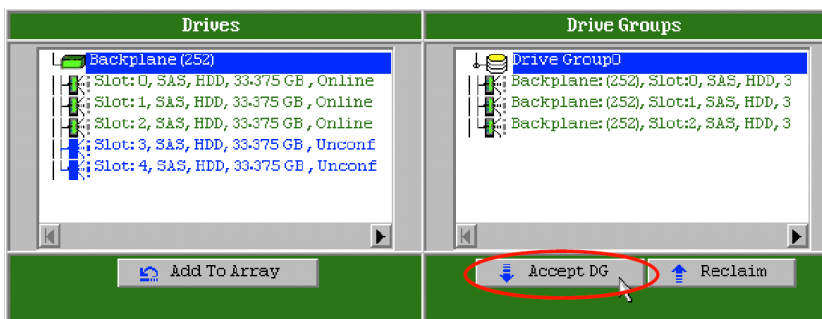 Drives
Backplane (252)
Slot: 0, SAS, HDD, 33.375 GB , Online
Slot: 1, SAS, HDD, 33.375 GB , Online
Slot: 2, SAS, HDD, 33.375 GB , Online
Slot: 3, SAS, HDD, 33.375 GB , Unconf
Slot: 4, SAS, HDD, 33.375 GB , Unconf
Add To Array
Drive Groups
Drive Group0
Backplane: (252), Slot:0, SAS, HDD, 3
Backplane: (252), Slot:1, SAS, HDD, 3
Backplane: (252), Slot:2, SAS, HDD, 3
Accept DG
Reclaim